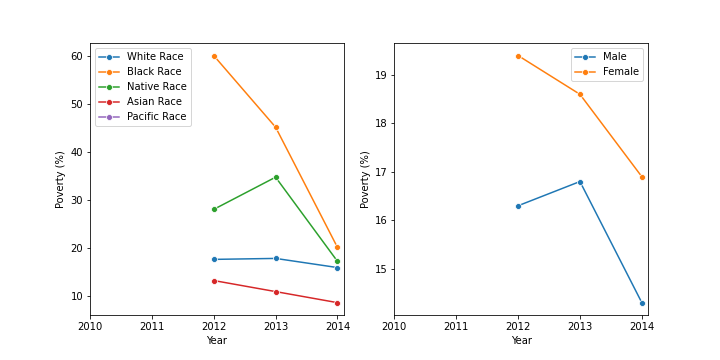 60
50
40
30
20
10
Poverty (%)
2010 2011 2012 2013 2014
Year
White Race
Black Race
Native Race
Asian Race
Pacific Race
19
18
17
16
15
Poverty (%)
2010 2011 2012 2013 2014
Year
Male
Female